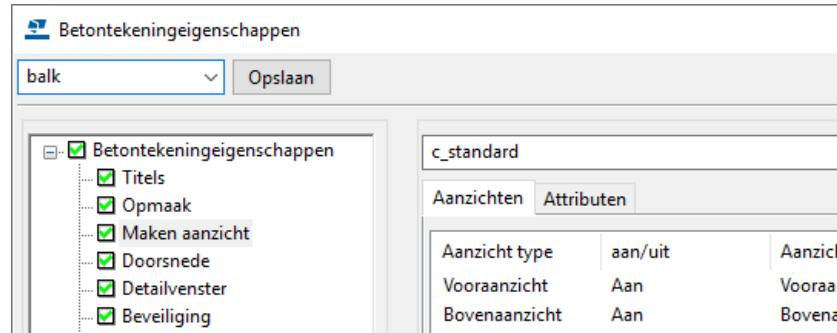 Betontekeningeigenschappen
balk Opslaan
Betontekeningeigenschappen
Titels
Opmaak
Maken aanzicht
Doorsnede
Detailvenster
Beveiliging
c_standard
Aanzichten Attributen
Aanzicht type aan/uit
Vooraanzicht Aan
Bovenaanzicht Aan